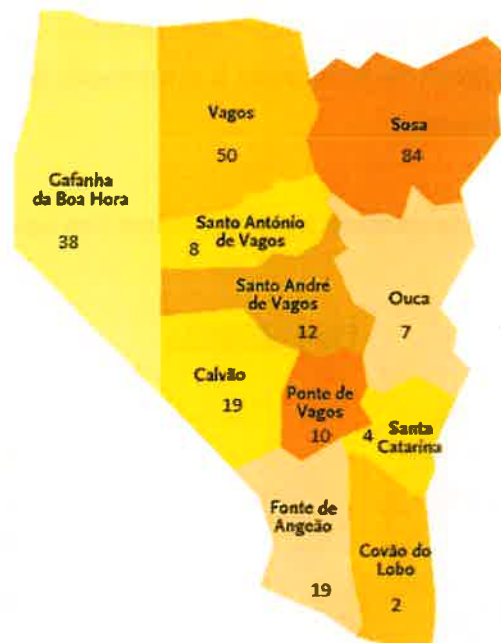 Vagos
50
Sosa
84
Gafanha
da Boa Hora
38
Santo António
8 de Vagos
Santo André
de Vagos
12
Ouca
7
Calvão
19
Ponte de
Vagos
10
4 Santa
Catarina
Fonte de
Angeão
19
Covão do
Lobo
2